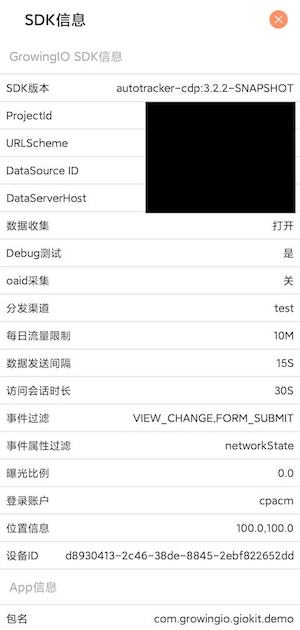 SDK信息
GrowingIO SDK信息
SDK版本 autotracker-cdp:3.2.2-SNAPSHOT
ProjectId
URLScheme
DataSource ID
DataServerHost
数据收集 打开
Debug测试 是
oaid采集 关
分发渠道 test
每日流量限制 10M
数据发送间隔 15S
访问会话时长 30S
事件过滤 VIEW_CHANGE,FORM_SUBMIT
事件属性过滤 networkState
曝光比例 0.0
登录账户 cpacm
位置信息 100.0,100.0
设备ID d8930413-2c46-38de-8845-2ebf822652dd
App信息
包名 com.growingio.giokit.demo